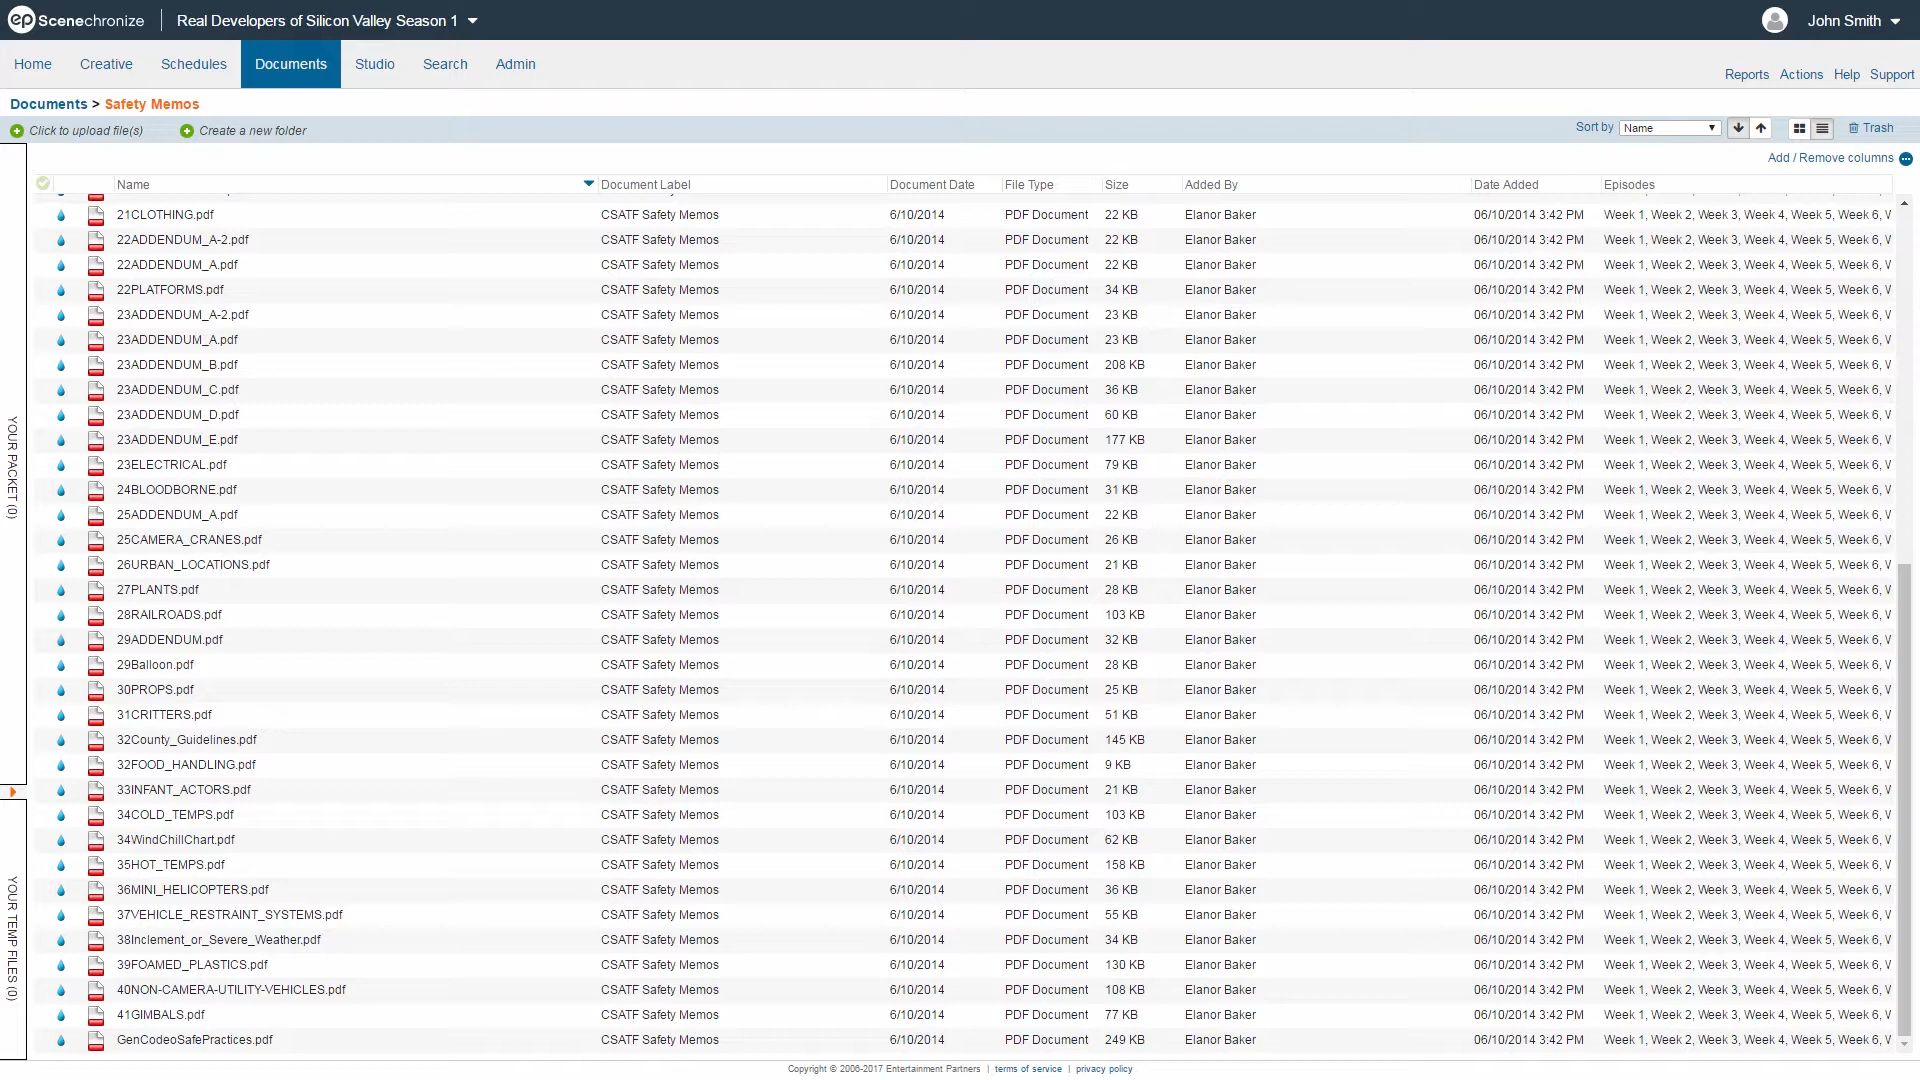 ep Scenechronize Real Developers of Silicon Valley Season 1 John Smith
Home Creative Schedules Documents Studio Search Admin
Reports Actions Help Support
Documents > Safety Memos
Click to upload file(s) Create a new folder Sort by Name Trash
Add / Remove columns
Name Document Label Document Date File Type Size Added By Date Added Episodes
21CLOTHING.pdf CSATF Safety Memos 6/10/2014 PDF Document 22 KB Elanor Baker 06/10/2014 3:42 PM Week 1, Week 2, Week 3, Week 4, Week 5, Week 6, W
22ADDENDUM_A-2.pdf CSATF Safety Memos 6/10/2014 PDF Document 22 KB Elanor Baker 06/10/2014 3:42 PM Week 1, Week 2, Week 3, Week 4, Week 5, Week 6, W
22ADDENDUM_A.pdf CSATF Safety Memos 6/10/2014 PDF Document 22 KB Elanor Baker 06/10/2014 3:42 PM Week 1, Week 2, Week 3, Week 4, Week 5, Week 6, W
22PLATFORMS.pdf CSATF Safety Memos 6/10/2014 PDF Document 34 KB Elanor Baker 06/10/2014 3:42 PM Week 1, Week 2, Week 3, Week 4, Week 5, Week 6, W
23ADDENDUM_A-2.pdf CSATF Safety Memos 6/10/2014 PDF Document 23 KB Elanor Baker 06/10/2014 3:42 PM Week 1, Week 2, Week 3, Week 4, Week 5, Week 6, W
23ADDENDUM_A.pdf CSATF Safety Memos 6/10/2014 PDF Document 23 KB Elanor Baker 06/10/2014 3:42 PM Week 1, Week 2, Week 3, Week 4, Week 5, Week 6, W
23ADDENDUM_B.pdf CSATF Safety Memos 6/10/2014 PDF Document 208 KB Elanor Baker 06/10/2014 3:42 PM Week 1, Week 2, Week 3, Week 4, Week 5, Week 6, W
23ADDENDUM_C.pdf CSATF Safety Memos 6/10/2014 PDF Document 36 KB Elanor Baker 06/10/2014 3:42 PM Week 1, Week 2, Week 3, Week 4, Week 5, Week 6, W
23ADDENDUM_D.pdf CSATF Safety Memos 6/10/2014 PDF Document 60 KB Elanor Baker 06/10/2014 3:42 PM Week 1, Week 2, Week 3, Week 4, Week 5, Week 6, W
23ADDENDUM_E.pdf CSATF Safety Memos 6/10/2014 PDF Document 177 KB Elanor Baker 06/10/2014 3:42 PM Week 1, Week 2, Week 3, Week 4, Week 5, Week 6, W
23ELECTRICAL.pdf CSATF Safety Memos 6/10/2014 PDF Document 79 KB Elanor Baker 06/10/2014 3:42 PM Week 1, Week 2, Week 3, Week 4, Week 5, Week 6, W
24BLOODBORNE.pdf CSATF Safety Memos 6/10/2014 PDF Document 31 KB Elanor Baker 06/10/2014 3:42 PM Week 1, Week 2, Week 3, Week 4, Week 5, Week 6, W
25ADDENDUM_A.pdf CSATF Safety Memos 6/10/2014 PDF Document 22 KB Elanor Baker 06/10/2014 3:42 PM Week 1, Week 2, Week 3, Week 4, Week 5, Week 6, W
25CAMERA_CRANES.pdf CSATF Safety Memos 6/10/2014 PDF Document 26 KB Elanor Baker 06/10/2014 3:42 PM Week 1, Week 2, Week 3, Week 4, Week 5, Week 6, W
26URBAN_LOCATIONS.pdf CSATF Safety Memos 6/10/2014 PDF Document 21 KB Elanor Baker 06/10/2014 3:42 PM Week 1, Week 2, Week 3, Week 4, Week 5, Week 6, W
27PLANTS.pdf CSATF Safety Memos 6/10/2014 PDF Document 28 KB Elanor Baker 06/10/2014 3:42 PM Week 1, Week 2, Week 3, Week 4, Week 5, Week 6, W
28RAILROADS.pdf CSATF Safety Memos 6/10/2014 PDF Document 103 KB Elanor Baker 06/10/2014 3:42 PM Week 1, Week 2, Week 3, Week 4, Week 5, Week 6, W
29ADDENDUM.pdf CSATF Safety Memos 6/10/2014 PDF Document 32 KB Elanor Baker 06/10/2014 3:42 PM Week 1, Week 2, Week 3, Week 4, Week 5, Week 6, W
29Balloon.pdf CSATF Safety Memos 6/10/2014 PDF Document 28 KB Elanor Baker 06/10/2014 3:42 PM Week 1, Week 2, Week 3, Week 4, Week 5, Week 6, W
30PROPS.pdf CSATF Safety Memos 6/10/2014 PDF Document 25 KB Elanor Baker 06/10/2014 3:42 PM Week 1, Week 2, Week 3, Week 4, Week 5, Week 6, W
31CRITTERS.pdf CSATF Safety Memos 6/10/2014 PDF Document 51 KB Elanor Baker 06/10/2014 3:42 PM Week 1, Week 2, Week 3, Week 4, Week 5, Week 6, W
32County_Guidelines.pdf CSATF Safety Memos 6/10/2014 PDF Document 145 KB Elanor Baker 06/10/2014 3:42 PM Week 1, Week 2, Week 3, Week 4, Week 5, Week 6, W
32FOOD_HANDLING.pdf CSATF Safety Memos 6/10/2014 PDF Document 9 KB Elanor Baker 06/10/2014 3:42 PM Week 1, Week 2, Week 3, Week 4, Week 5, Week 6, W
33INFANT_ACTORS.pdf CSATF Safety Memos 6/10/2014 PDF Document 21 KB Elanor Baker 06/10/2014 3:42 PM Week 1, Week 2, Week 3, Week 4, Week 5, Week 6, W
34COLD_TEMPS.pdf CSATF Safety Memos 6/10/2014 PDF Document 103 KB Elanor Baker 06/10/2014 3:42 PM Week 1, Week 2, Week 3, Week 4, Week 5, Week 6, W
34WindChillChart.pdf CSATF Safety Memos 6/10/2014 PDF Document 62 KB Elanor Baker 06/10/2014 3:42 PM Week 1, Week 2, Week 3, Week 4, Week 5, Week 6, W
35HOT_TEMPS.pdf CSATF Safety Memos 6/10/2014 PDF Document 158 KB Elanor Baker 06/10/2014 3:42 PM Week 1, Week 2, Week 3, Week 4, Week 5, Week 6, W
36MINI_HELICOPTERS.pdf CSATF Safety Memos 6/10/2014 PDF Document 36 KB Elanor Baker 06/10/2014 3:42 PM Week 1, Week 2, Week 3, Week 4, Week 5, Week 6, W
37VEHICLE_RESTRAINT_SYSTEMS.pdf CSATF Safety Memos 6/10/2014 PDF Document 55 KB Elanor Baker 06/10/2014 3:42 PM Week 1, Week 2, Week 3, Week 4, Week 5, Week 6, W
38Inclement_or_Severe_Weather.pdf CSATF Safety Memos 6/10/2014 PDF Document 34 KB Elanor Baker 06/10/2014 3:42 PM Week 1, Week 2, Week 3, Week 4, Week 5, Week 6, W
39FOAMED_PLASTICS.pdf CSATF Safety Memos 6/10/2014 PDF Document 130 KB Elanor Baker 06/10/2014 3:42 PM Week 1, Week 2, Week 3, Week 4, Week 5, Week 6, W
40NON-CAMERA-UTILITY-VEHICLES.pdf CSATF Safety Memos 6/10/2014 PDF Document 108 KB Elanor Baker 06/10/2014 3:42 PM Week 1, Week 2, Week 3, Week 4, Week 5, Week 6, W
41GIMBALS.pdf CSATF Safety Memos 6/10/2014 PDF Document 77 KB Elanor Baker 06/10/2014 3:42 PM Week 1, Week 2, Week 3, Week 4, Week 5, Week 6, W
GenCodeoSafePractices.pdf CSATF Safety Memos 6/10/2014 PDF Document 249 KB Elanor Baker 06/10/2014 3:42 PM Week 1, Week 2, Week 3, Week 4, Week 5, Week 6, W
YOUR PACKET (0)
YOUR TEMP FILES (0)
Copyright © 2006-2017 Entertainment Partners | terms of service | privacy policy